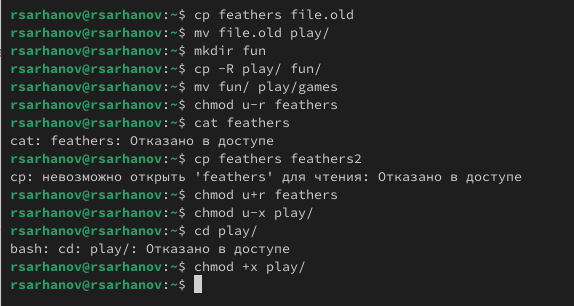 rsarhanov@rsarhanov:~$ cp feathers file.old
rsarhanov@rsarhanov:~$ mv file.old play/
rsarhanov@rsarhanov:~$ mkdir fun
rsarhanov@rsarhanov:~$ cp -R play/ fun/
rsarhanov@rsarhanov:~$ mv fun/ play/games
rsarhanov@rsarhanov:~$ chmod u-r feathers
rsarhanov@rsarhanov:~$ cat feathers
cat: feathers: Отказано в доступе
rsarhanov@rsarhanov:~$ cp feathers feathers2
cp: невозможно открыть 'feathers' для чтения: Отказано в доступе
rsarhanov@rsarhanov:~$ chmod u+r feathers
rsarhanov@rsarhanov:~$ chmod u-x play/
rsarhanov@rsarhanov:~$ cd play/
bash: cd: play/: Отказано в доступе
rsarhanov@rsarhanov:~$ chmod +x play/
rsarhanov@rsarhanov:~$